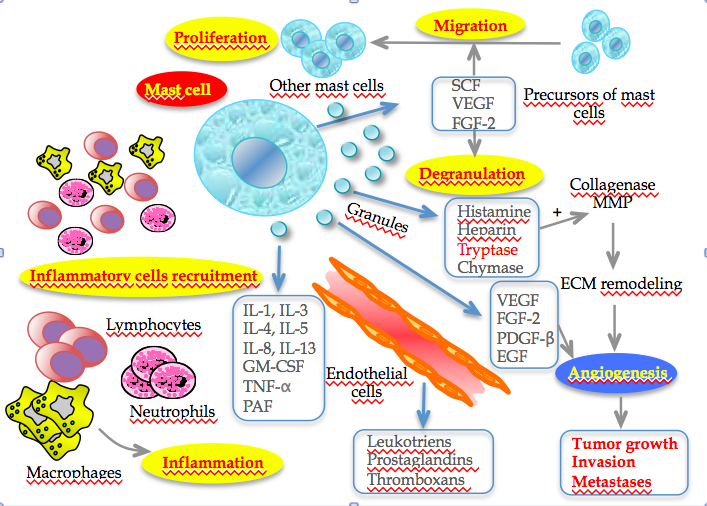 Proliferation
Migration
Mast cell
Other mast cells
SCF
VEGF
FGF-2
Precursors of mast
cells
Degranulation
Granules
Histamine
Heparin
Tryptase
Chymase
+
Collagenase
MMP
ECM remodeling
Inflammatory cells recruitment
IL-1, IL-3
IL-4, IL-5
IL-8, IL-13
GM-CSF
TNF-α
PAF
VEGF
FGF-2
PDGF-β
EGF
Angiogenesis
Lymphocytes
Neutrophils
Macrophages
Inflammation
Endothelial
cells
Leukotriens
Prostaglandins
Thromboxans
Tumor growth
Invasion
Metastases